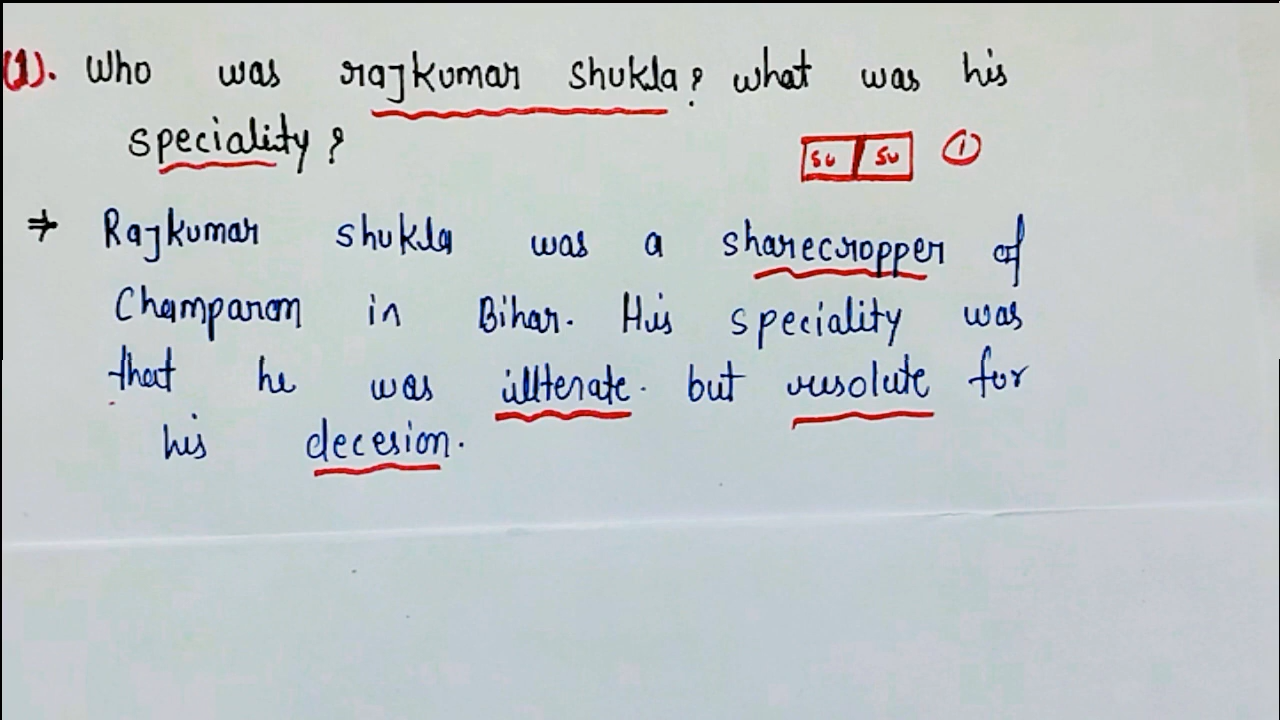 (1). Who was rajkumar shukla? what was his
speciality?
SU SU 1
⇒ Rajkumar shukla was a sharecropper of
Champaran in Bihar. His speciality was
that he was illterate. but resolute for
his decesion.